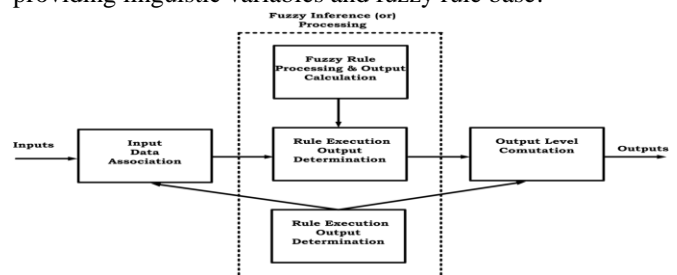 providing linguistic variables and fuzzy rule base.
Fuzzy Inference (or)
Processing
Fuzzy Rule
Processing & Output
Calculation
Inputs
Input
Data
Association
Rule Execution
Output
Determination
Output Level
Comutation
Outputs
Rule Execution
Output
Determination